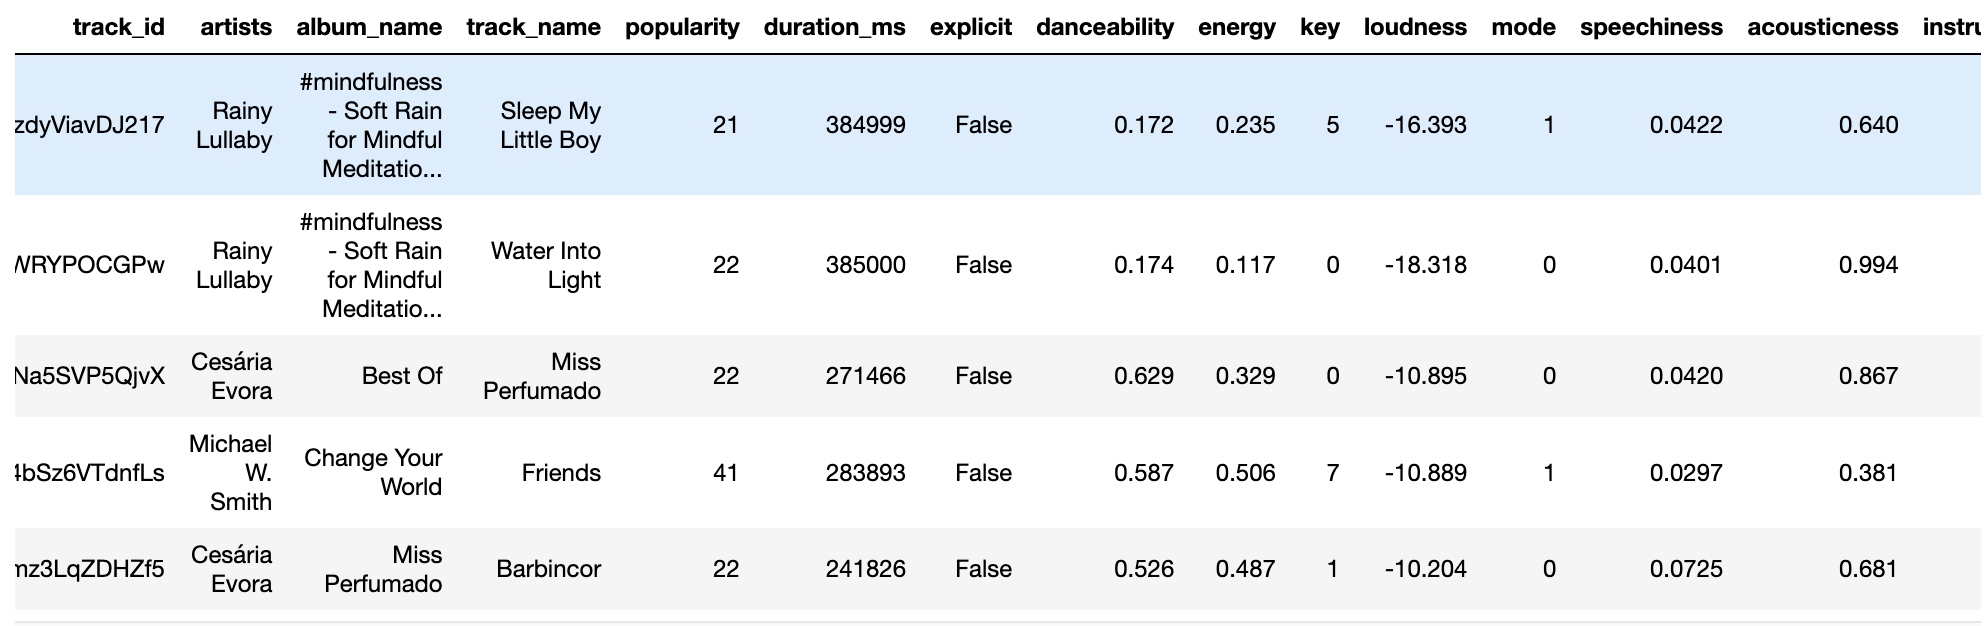 track_id artists album_name track_name popularity duration_ms explicit danceability energy key loudness mode speechiness acousticness
zdyViavDJ217 Rainy Lullaby #mindfulness - Soft Rain for Mindful Meditatio... Sleep My Little Boy 21 384999 False 0.172 0.235 5 -16.393 1 0.0422 0.640
WRYPOCGPw Rainy Lullaby #mindfulness - Soft Rain for Mindful Meditatio... Water Into Light 22 385000 False 0.174 0.117 0 -18.318 0 0.0401 0.994
Na5SVP5QjvX Cesária Evora Best Of Miss Perfumado 22 271466 False 0.629 0.329 0 -10.895 0 0.0420 0.867
4bSz6VTdnfLs Michael W. Smith Change Your World Friends 41 283893 False 0.587 0.506 7 -10.889 1 0.0297 0.381
mz3LqZDHZf5 Cesária Evora Miss Perfumado Barbincor 22 241826 False 0.526 0.487 1 -10.204 0 0.0725 0.681